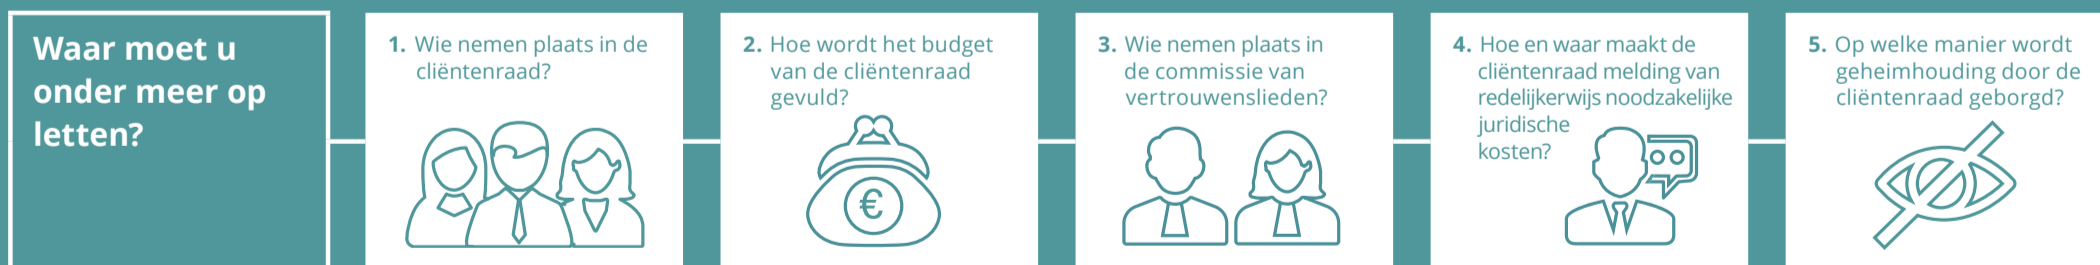 Waar moet u
onder meer op
letten?
1. Wie nemen plaats in de
cliëntenraad?
2. Hoe wordt het budget
van de cliëntenraad
gevuld?
€
3. Wie nemen plaats in
de commissie van
vertrouwenslieden?
4. Hoe en waar maakt de
cliëntenraad melding van
redelijkerwijs noodzakelijke
juridische
kosten?
5. Op welke manier wordt
geheimhouding door de
cliëntenraad geborgd?